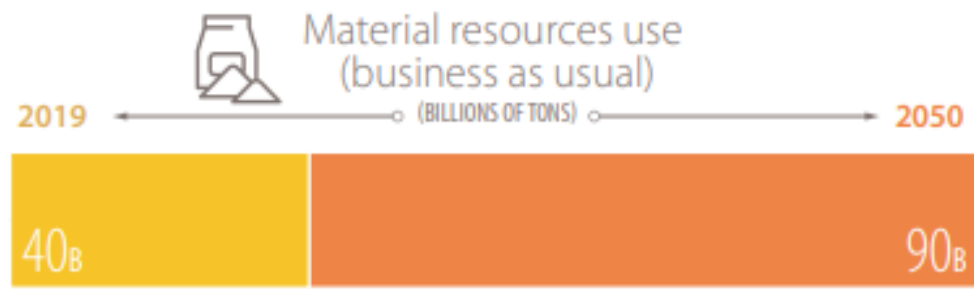 Material resources use
(business as usual)
2019 (BILLIONS OF TONS) 2050
40B 90B